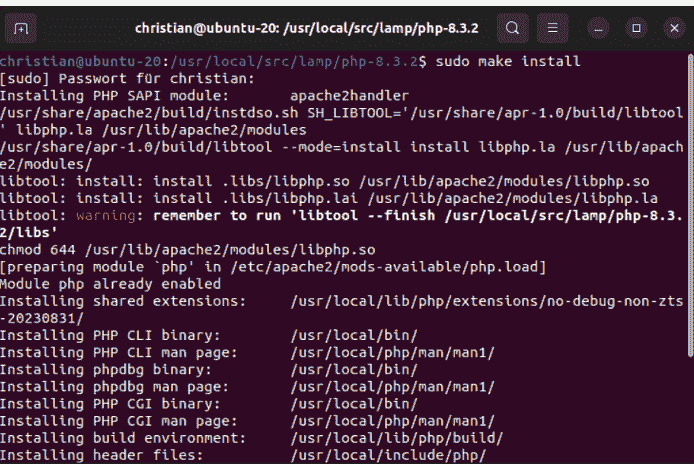 christian@ubuntu-20: /usr/local/src/lamp/php-8.3.2
christian@ubuntu-20:/usr/local/src/lamp/php-8.3.2$ sudo make install
[sudo] Passwort für christian:
Installing PHP SAPI module:       apache2handler
/usr/share/apache2/build/instdso.sh SH_LIBTOOL='/usr/share/apr-1.0/build/libtool
' libphp.la /usr/lib/apache2/modules
/usr/share/apr-1.0/build/libtool --mode=install install libphp.la /usr/lib/apach
e2/modules/
libtool: install: install .libs/libphp.so /usr/lib/apache2/modules/libphp.so
libtool: install: install .libs/libphp.lai /usr/lib/apache2/modules/libphp.la
libtool: warning: remember to run 'libtool --finish /usr/local/src/lamp/php-8.3.
2/libs'
chmod 644 /usr/lib/apache2/modules/libphp.so
[preparing module `php' in /etc/apache2/mods-available/php.load]
Module php already enabled
Installing shared extensions:     /usr/local/lib/php/extensions/no-debug-non-zts
-20230831/
Installing PHP CLI binary:        /usr/local/bin/
Installing PHP CLI man page:      /usr/local/php/man/man1/
Installing phpdbg binary:         /usr/local/bin/
Installing phpdbg man page:       /usr/local/php/man/man1/
Installing PHP CGI binary:        /usr/local/bin/
Installing PHP CGI man page:      /usr/local/php/man/man1/
Installing build environment:     /usr/local/lib/php/build/
Installing header files:          /usr/local/include/php/